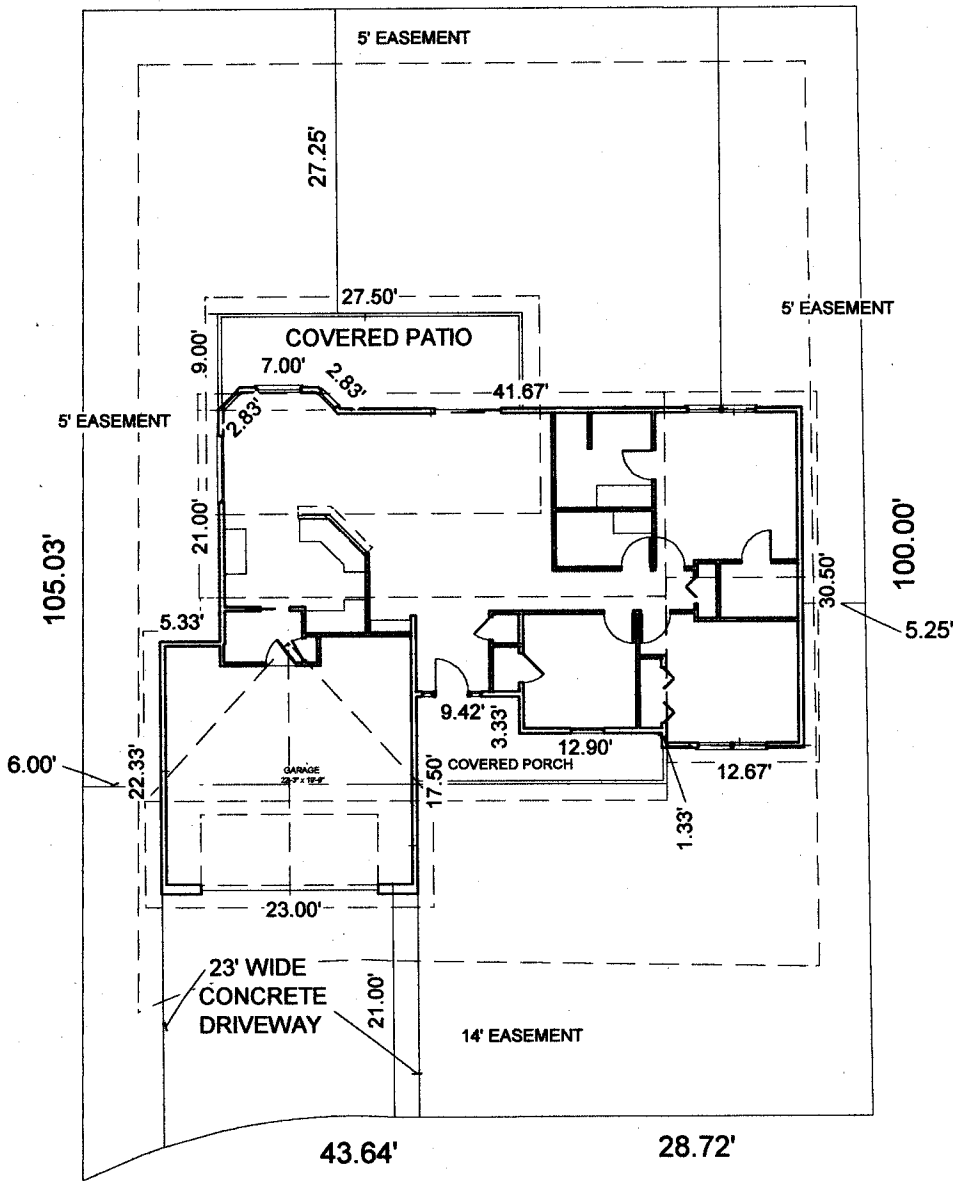 5' EASEMENT
27.25'
5' EASEMENT
27.50'
COVERED PATIO
9.00'
7.00'
2.83'
41.67'
2.83'
5' EASEMENT
21.00'
105.03'
100.00'
30.50'
5.33'
5.25'
9.42'
3.33'
12.90'
6.00'
22.33'
GARAGE
17.50'
COVERED PORCH
12.67'
1.33'
23.00'
23' WIDE
CONCRETE
DRIVEWAY
21.00'
14' EASEMENT
43.64'
28.72'